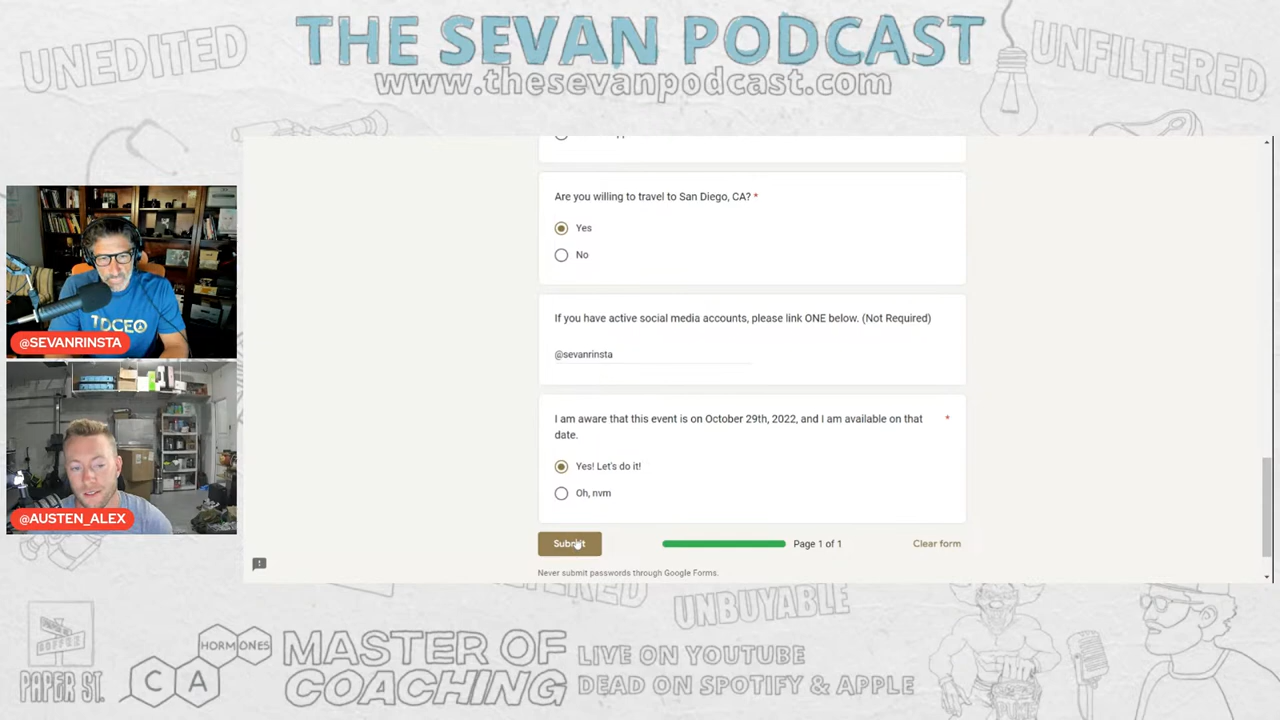 THE SEVAN PODCAST
www.thesevanpodcast.com
UNEDITED
UNFILTERED
Are you willing to travel to San Diego, CA? *
Yes
No
If you have active social media accounts, please link ONE below. (Not Required)
@sevanrinsta
I am aware that this event is on October 29th, 2022, and I am available on that *
date.
Yes! Let's do it!
Oh, nvm
Submit
Page 1 of 1
Clear form
Never submit passwords through Google Forms.
@SEVANRINSTA
@AUSTEN_ALEX
UNBUYABLE
COFFEE
PAPER ST.
HORMONES
CA
MASTER OF
COACHING
LIVE ON YOUTUBE
DEAD ON SPOTIFY & APPLE